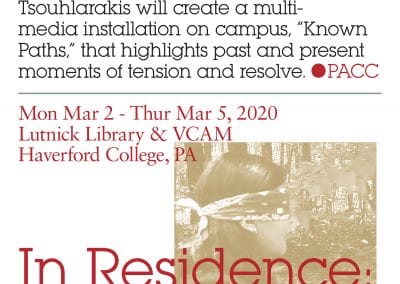 Tsouhlarakis will create a multi-
media installation on campus, “Known
Paths,” that highlights past and present
moments of tension and resolve. ●PACC
Mon Mar 2 - Thur Mar 5, 2020
Lutnick Library & VCAM
Haverford College, PA
In Residence: